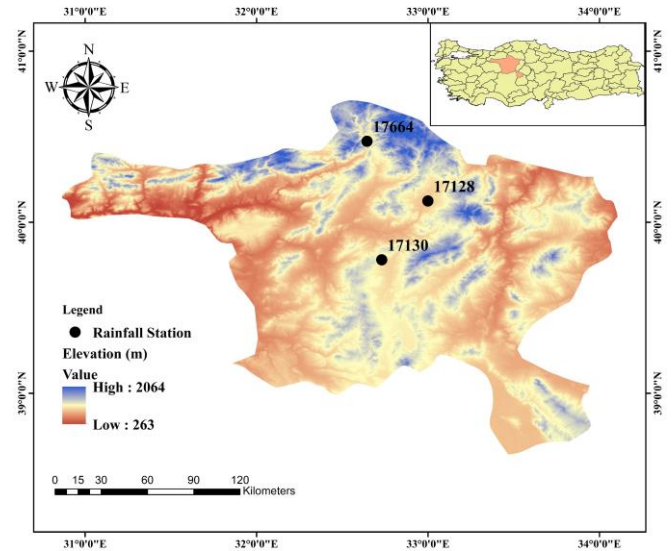 31°0'0"E 32°0'0"E 33°0'0"E 34°0'0"E
41°0'0"N
41°0'0"N
N
W E
S
17664
17128
40°0'0"N
40°0'0"N
17130
Legend
Rainfall Station
Elevation (m)
Value
High : 2064
Low : 263
39°0'0"N
39°0'0"N
0 15 30 60 90 120
Kilometers
31°0'0"E 32°0'0"E 33°0'0"E 34°0'0"E